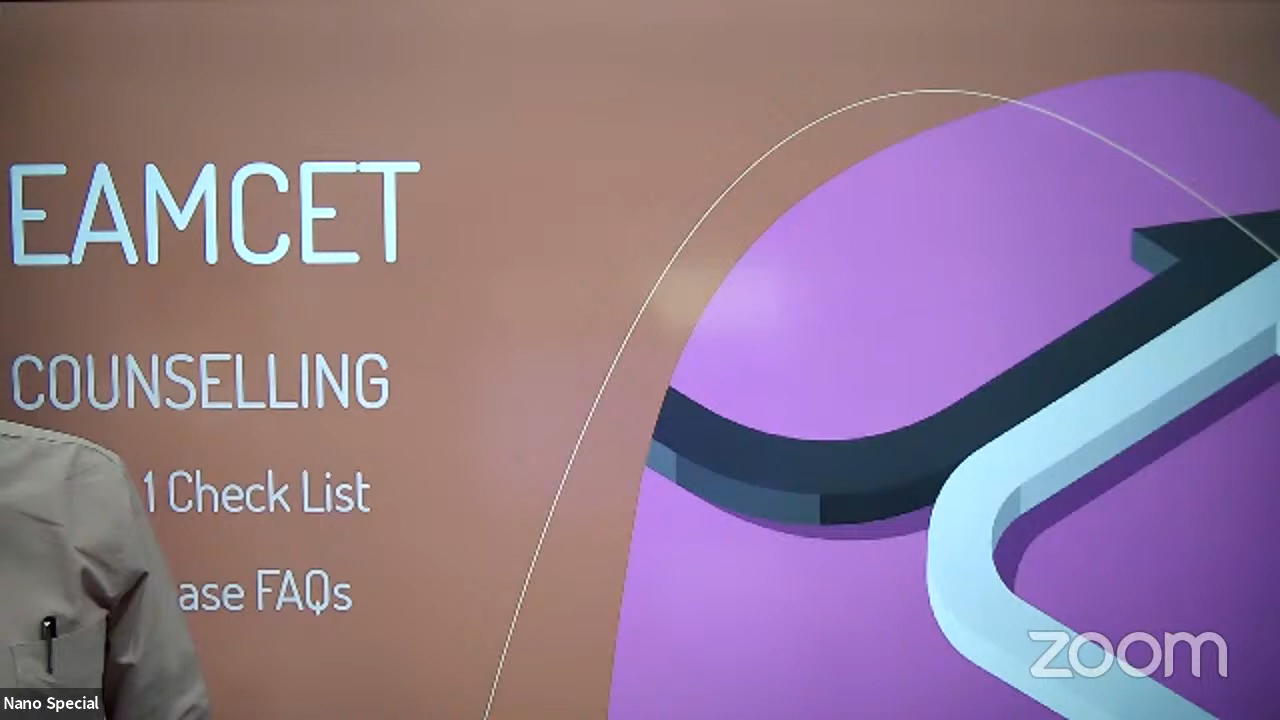 EAMCET
COUNSELLING
1 Check List
ase FAQs
zoom
Nano Special